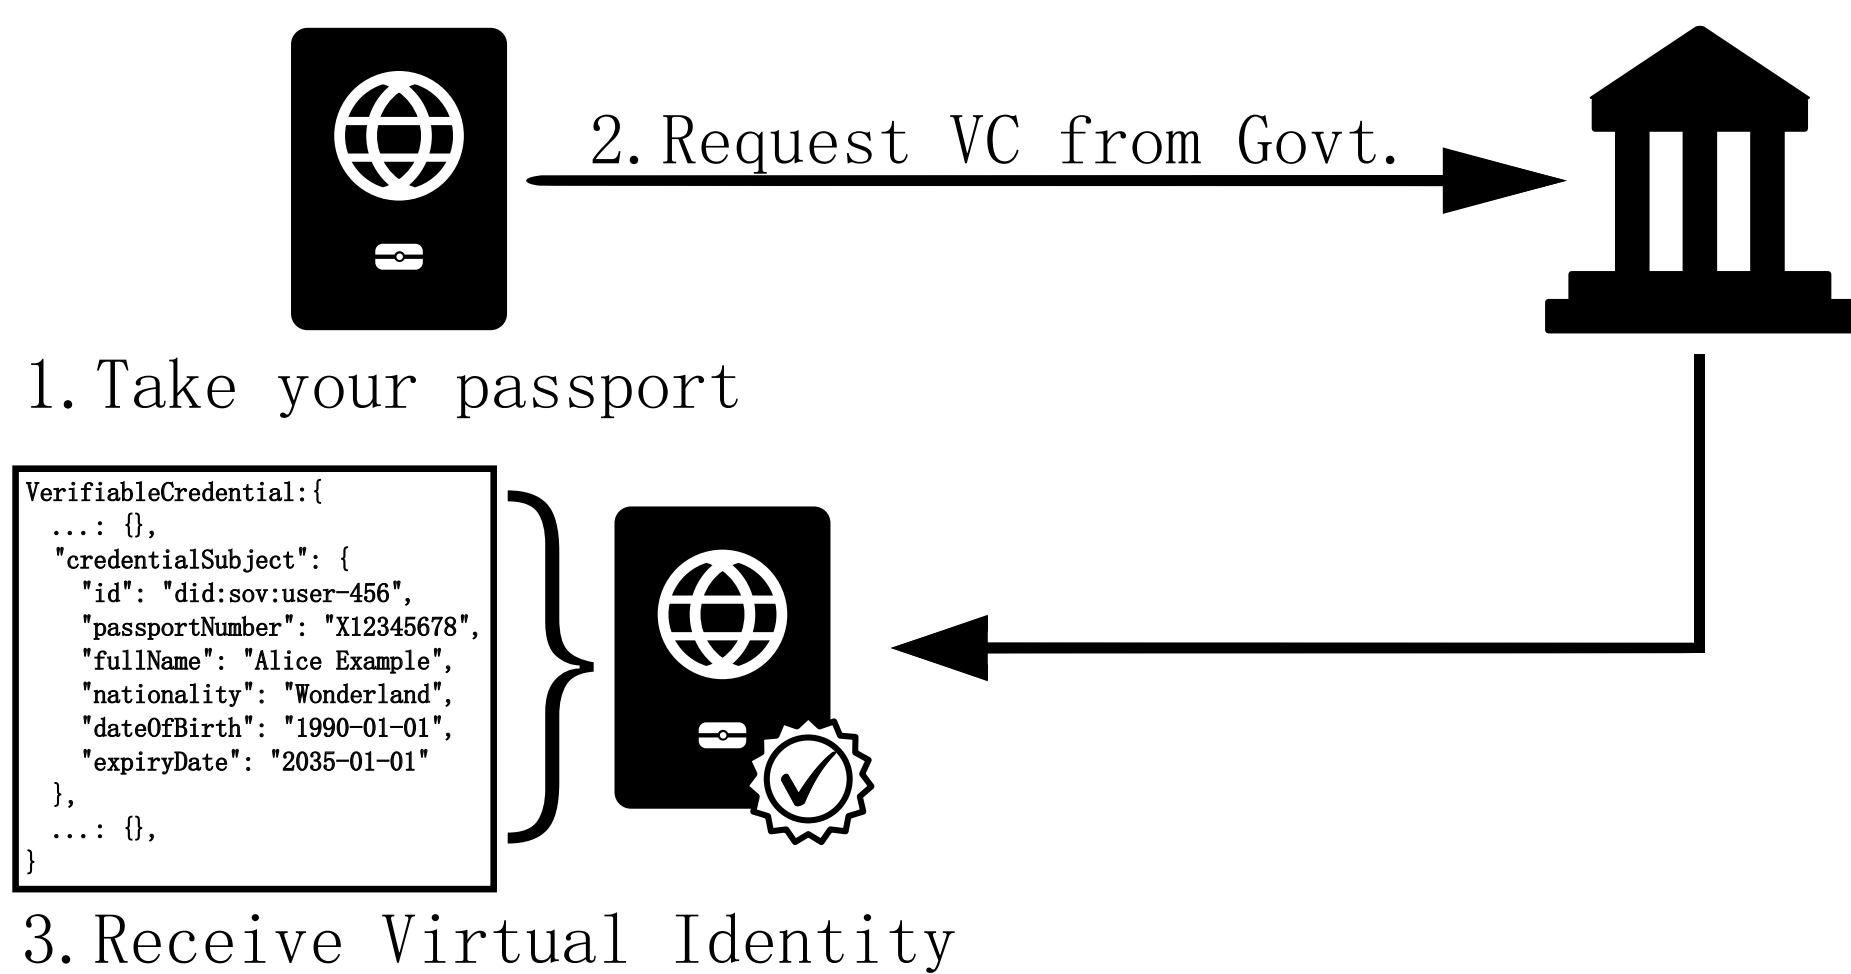 2.Request VC from Govt.
1.Take your passport
VerifiableCredential:{
...: {},
"credentialSubject": {
"id": "did:sov:user-456",
"passportNumber": "X12345678",
"fullName": "Alice Example",
"nationality": "Wonderland",
"dateOfBirth": "1990-01-01",
"expiryDate": "2035-01-01"
},
...: {},
}
3.Receive Virtual Identity